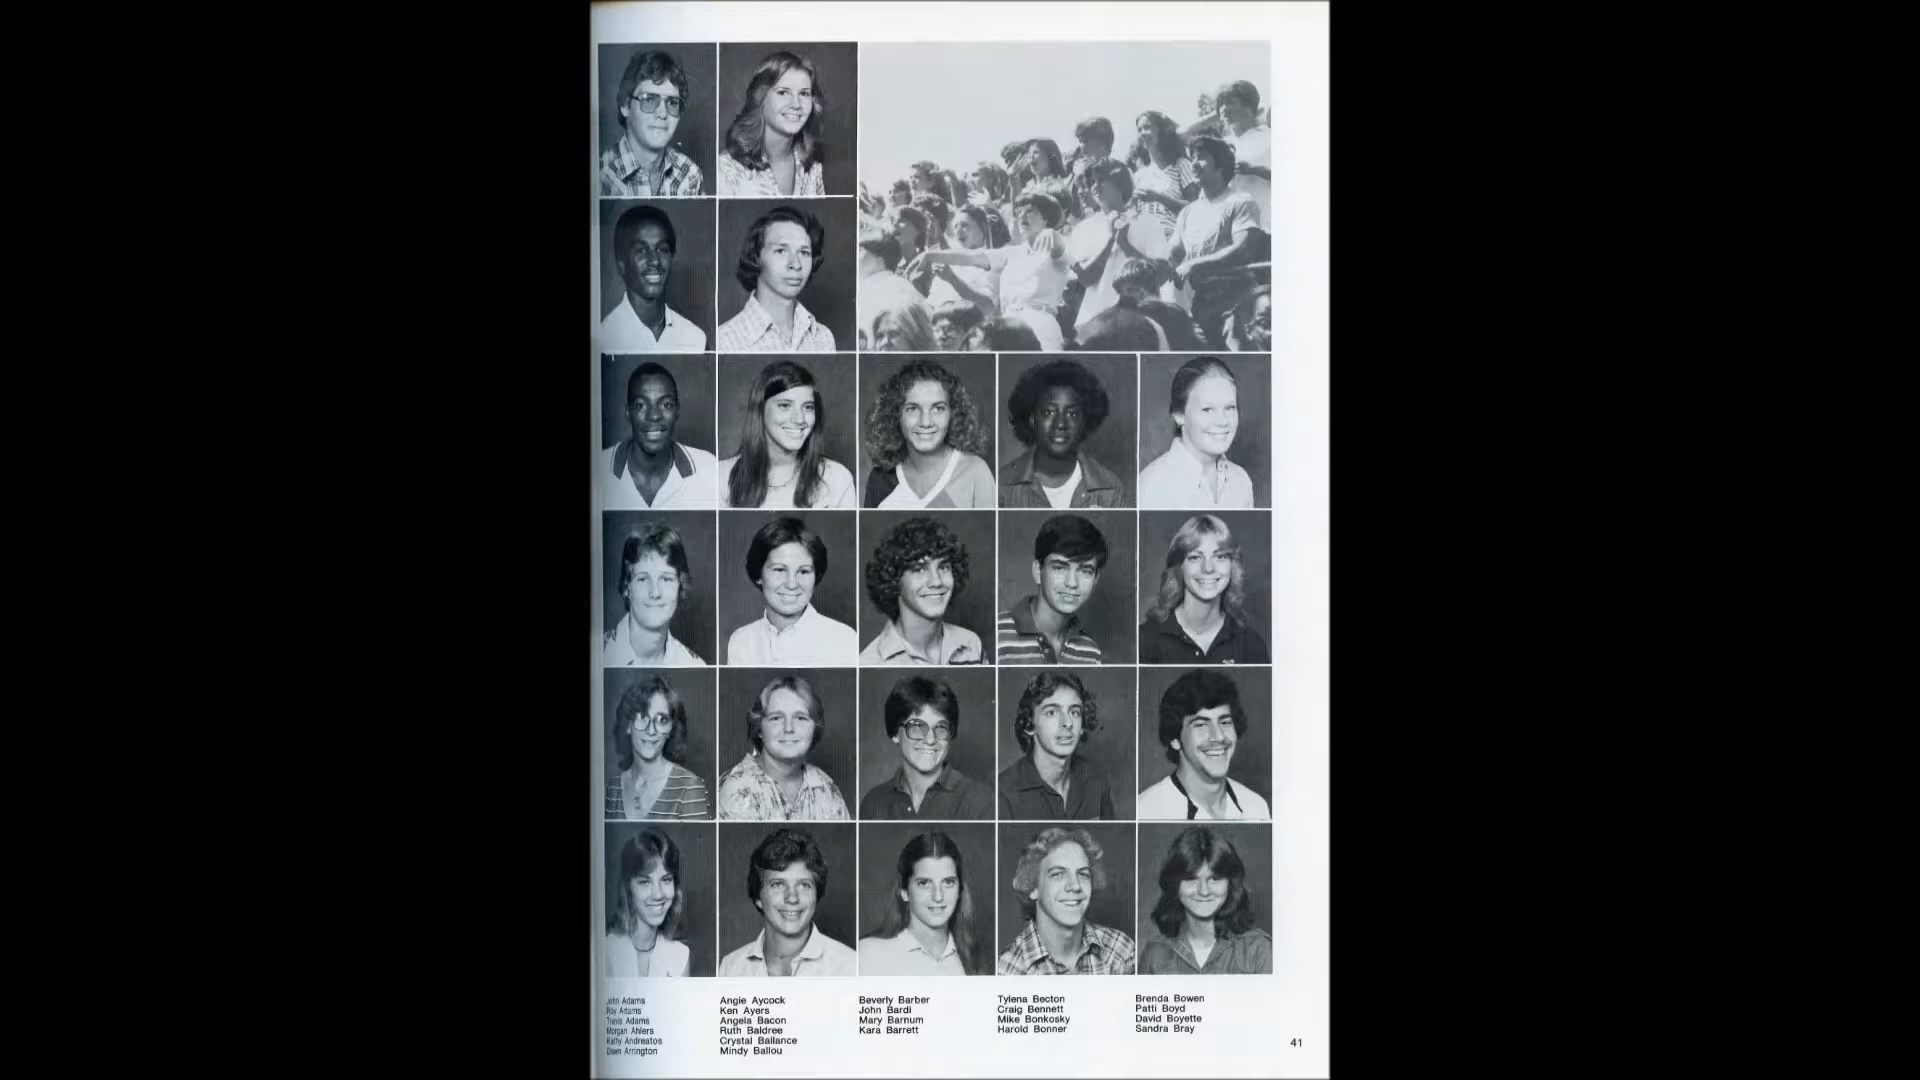 John Adams
Roy Adams
Travis Adams
Morgan Ahlers
Kathy Andreatos
Dawn Arrington
Angie Aycock
Ken Ayers
Angela Bacon
Ruth Baldree
Crystal Ballance
Mindy Ballou
Beverly Barber
John Bardi
Mary Barnum
Kara Barrett
Tylena Becton
Craig Bennett
Mike Bonkosky
Harold Bonner
Brenda Bowen
Patti Boyd
David Boyette
Sandra Bray
41